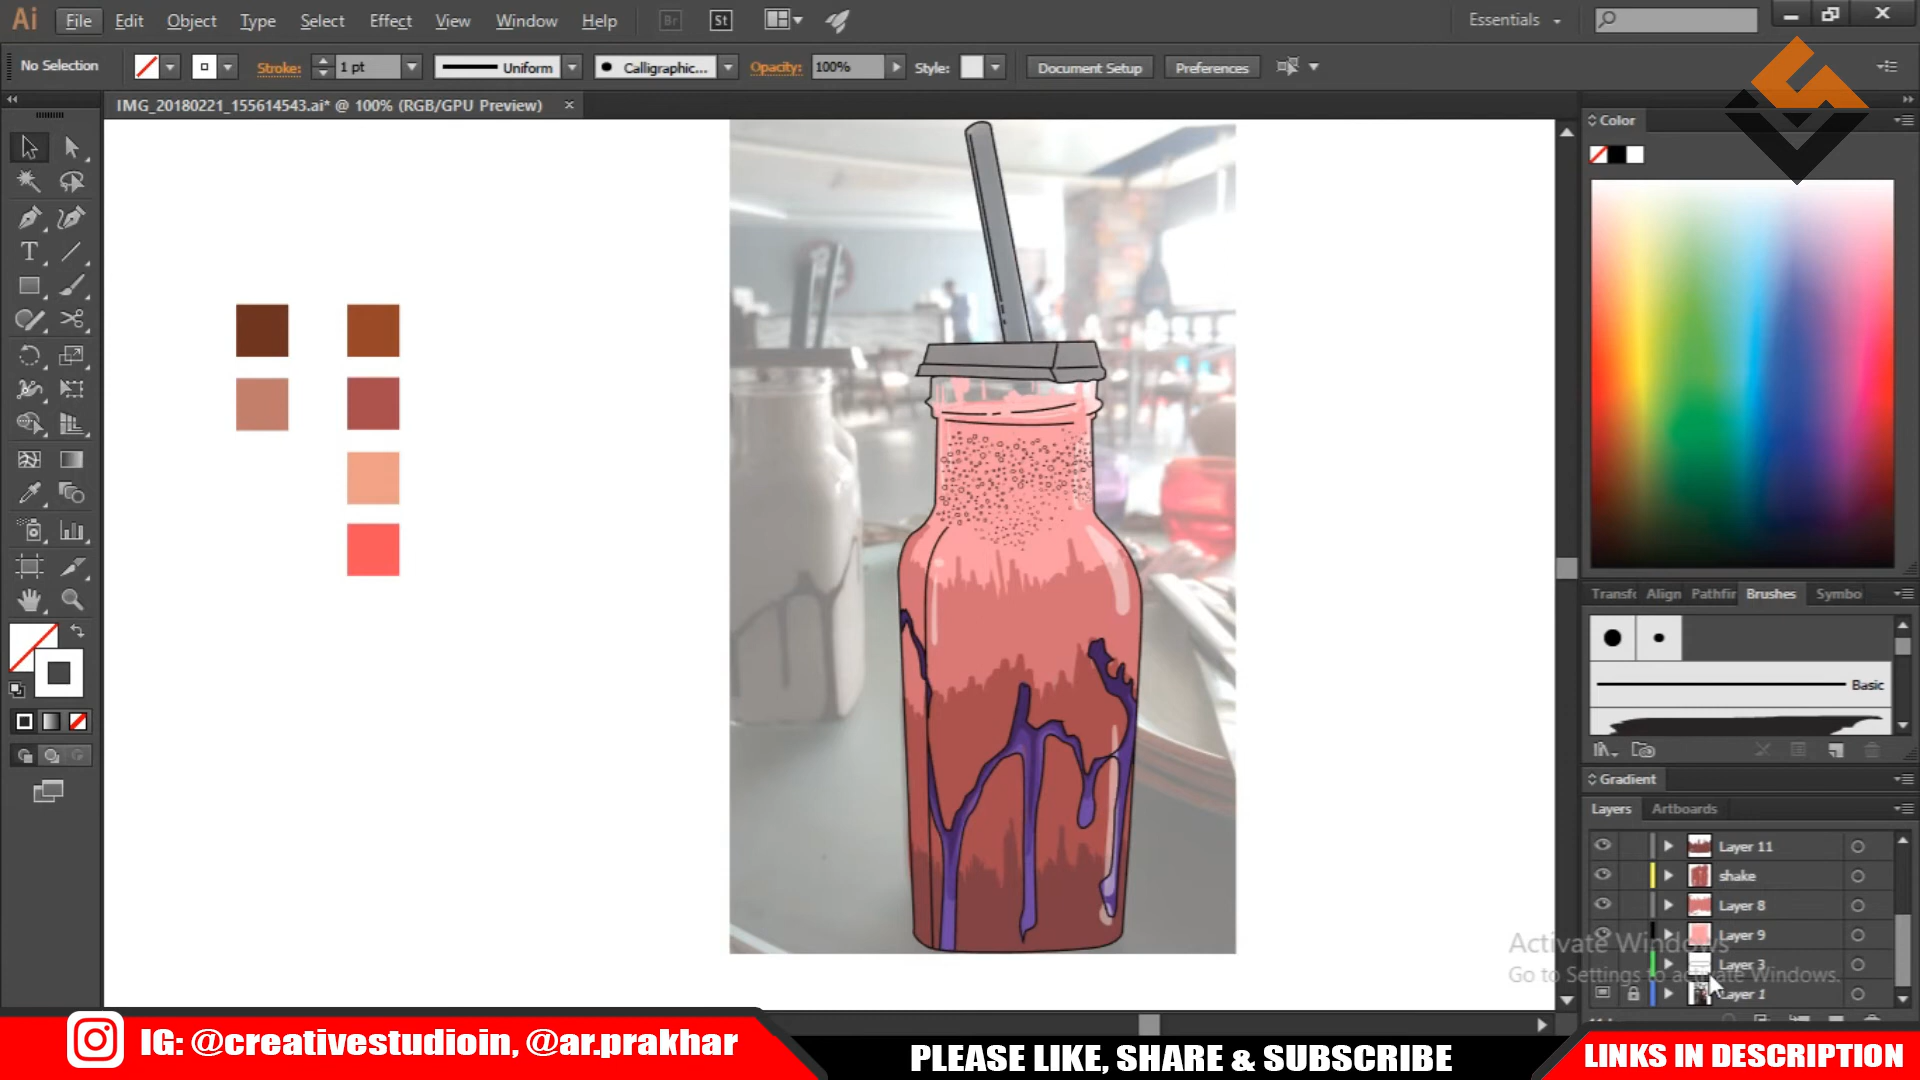 Ai File Edit Object Type Select Effect View Window Help Br St Essentials
No Selection Stroke: 1 pt Uniform Calligraphic... Opacity: 100% Style: Document Setup Preferences
IMG_20180221_155614543.ai* @ 100% (RGB/GPU Preview)
Color
Transf Align Pathfir Brushes Symbo
Basic
Gradient
Layers Artboards
Layer 11
shake
Layer 8
Layer 9
Layer 3
Layer 1
Activate Windows
Go to Settings to activate Windows.
IG: @creativestudioin, @ar.prakhar
PLEASE LIKE, SHARE & SUBSCRIBE
LINKS IN DESCRIPTION